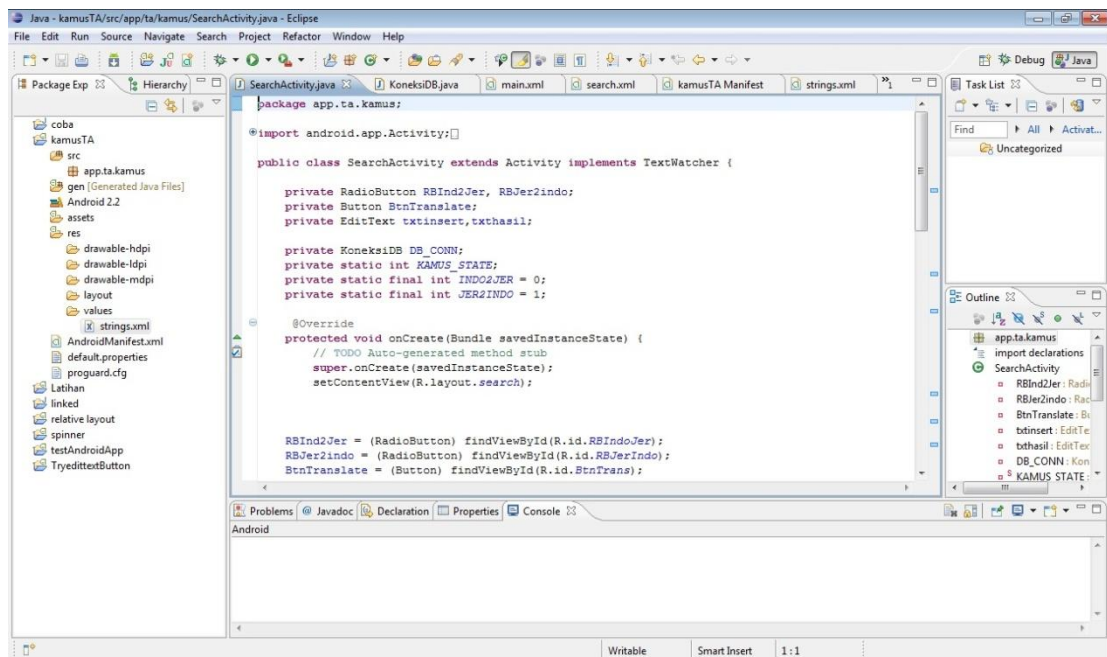 Java - kamusTA/src/app/ta/kamus/SearchActivity.java - Eclipse
File Edit Run Source Navigate Search Project Refactor Window Help
Debug Java
Package Exp Hierarchy
coba
kamusTA
src
app.ta.kamus
gen [Generated Java Files]
Android 2.2
assets
res
drawable-hdpi
drawable-ldpi
drawable-mdpi
layout
values
strings.xml
AndroidManifest.xml
default.properties
proguard.cfg
Latihan
linked
relative layout
spinner
testAndroidApp
TryedittextButton
SearchActivity.java KoneksiDB.java main.xml search.xml kamusTA Manifest strings.xml »1
package app.ta.kamus;
import android.app.Activity;
public class SearchActivity extends Activity implements TextWatcher {
private RadioButton RBInd2Jer, RBJer2indo;
private Button BtnTranslate;
private EditText txtinsert,txthasil;
private KoneksiDB DB_CONN;
private static int KAMUS_STATE;
private static final int INDO2JER = 0;
private static final int JER2INDO = 1;
@Override
protected void onCreate(Bundle savedInstanceState) {
// TODO Auto-generated method stub
super.onCreate(savedInstanceState);
setContentView(R.layout.search);
RBInd2Jer = (RadioButton) findViewById(R.id.RBIndoJer);
RBJer2indo = (RadioButton) findViewById(R.id.RBJerIndo);
BtnTranslate = (Button) findViewById(R.id.BtnTrans);
Task List
Find All Activat...
Uncategorized
Outline
app.ta.kamus
import declarations
SearchActivity
RBInd2Jer : Radi
RBJer2indo : Rac
BtnTranslate : Bu
txtinsert : EditTe
txthasil : EditTex
DB_CONN : Kon
S KAMUS_STATE :
Problems @ Javadoc Declaration Properties Console
Android
Writable Smart Insert 1 : 1